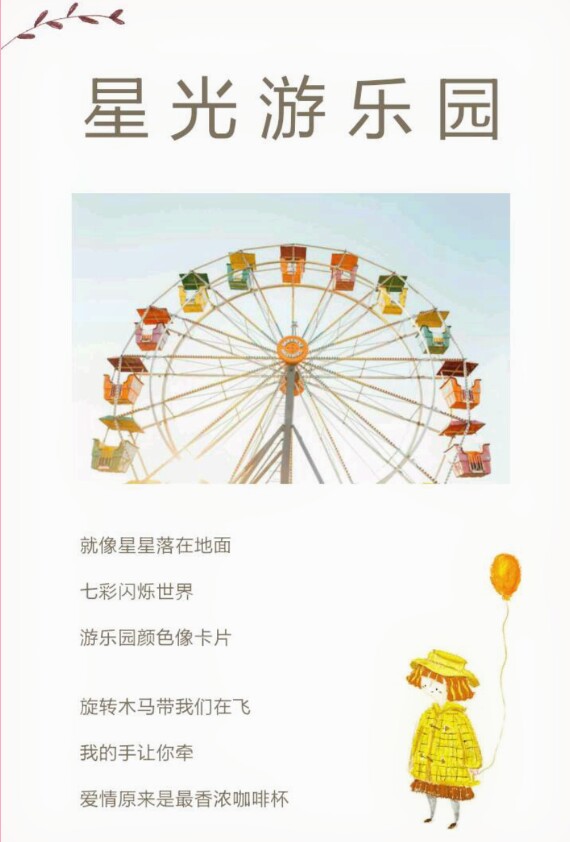 星光游乐园
就像星星落在地面
七彩闪烁世界
游乐园颜色像卡片
旋转木马带我们在飞
我的手让你牵
爱情原来是最香浓咖啡杯